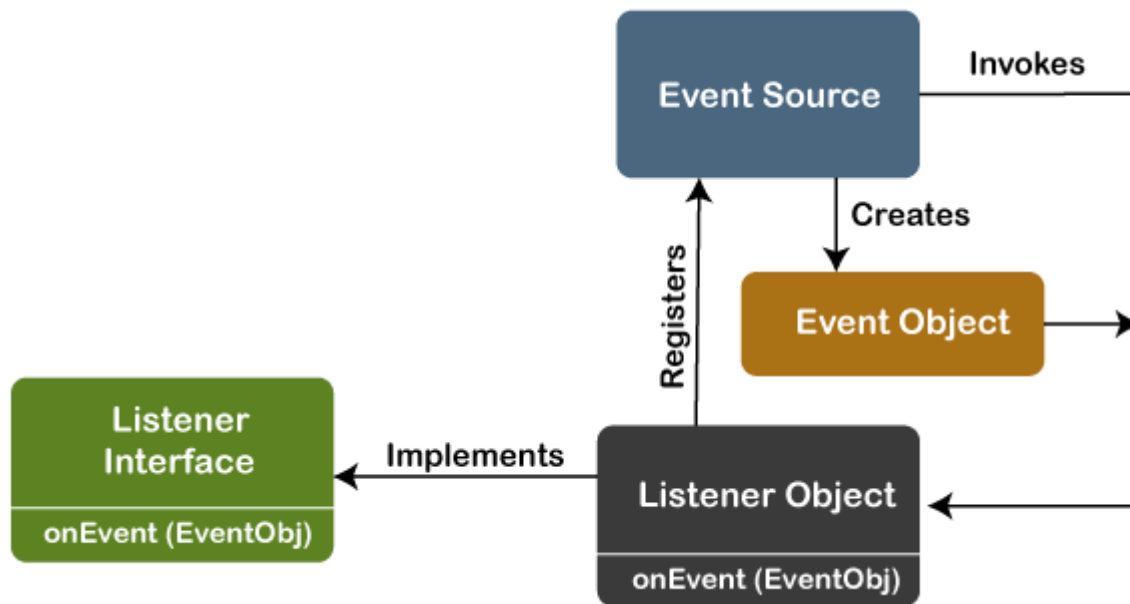 Invokes
Event Source
Creates
Registers
Event Object
Listener
Interface
Implements
Listener Object
onEvent (EventObj)
onEvent (EventObj)